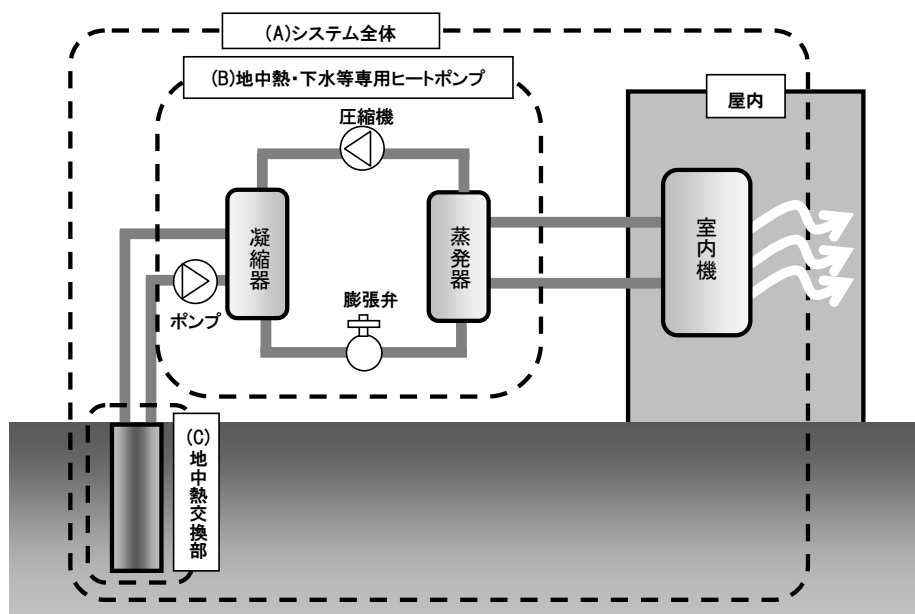 (A)システム全体
(B)地中熱・下水等専用ヒートポンプ
屋内
圧縮機
凝縮器
蒸発器
室内機
膨張弁
ポンプ
(C)地中熱交換部